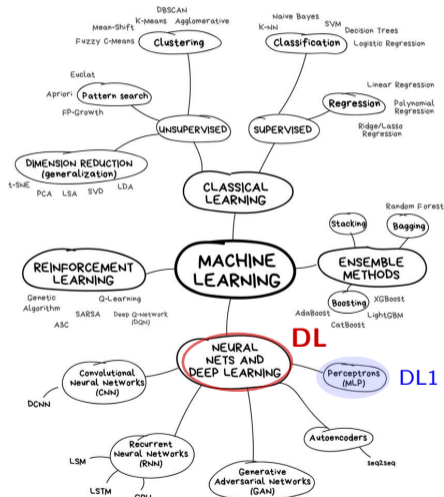 DBSCAN
Mean-Shift
K-Means
Agglomerative
Fuzzy C-Means
Clustering
Naive Bayes
K-NN
SVM
Decision Trees
Classification
Logistic Regression
Euclat
Apriori
Pattern search
FP-Growth
UNSUPERVISED
SUPERVISED
Linear Regression
Regression
Polynomial
Regression
Ridge/Lasso
Regression
DIMENSION REDUCTION
(generalization)
t-SNE
PCA
LSA
SVD
LDA
CLASSICAL
LEARNING
Random Forest
Stacking
Bagging
MACHINE
LEARNING
REINFORCEMENT
LEARNING
ENSEMBLE
METHODS
Genetic
Algorithm
Q-Learning
SARSA
Deep Q-Network
(DQN)
A3C
Boosting
XGBoost
AdaBoost
LightGBM
CatBoost
DL
NEURAL
NETS AND
DEEP LEARNING
Perceptrons
(MLP)
DL1
Convolutional
Neural Networks
(CNN)
DCNN
Recurrent
Neural Networks
(RNN)
LSM
LSTM
Generative
Adversarial Networks
(GAN)
Autoencoders
seq2seq